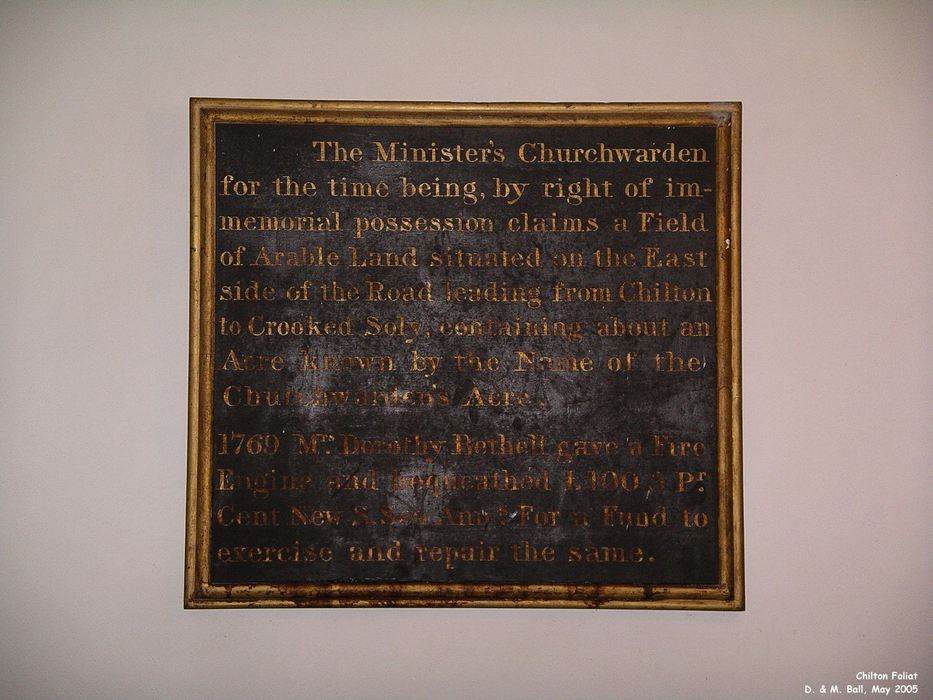 The Minister's Churchwarden
for the time being, by right of im-
memorial possession claims a Field
of Arable Land situated on the East
side of the Road leading from Chilton
to Crooked Soly, containing about an
Acre known by the Name of the
Churchwarden's Acre.
1769 Mrs. Dorothy Bethell gave a Fire
Engine and bequeathed £100, 3 Pr.
Cent New S. Sea For a Fund to
exercise and repair the same.
Chilton Foliat
D. & M. Ball, May 2005